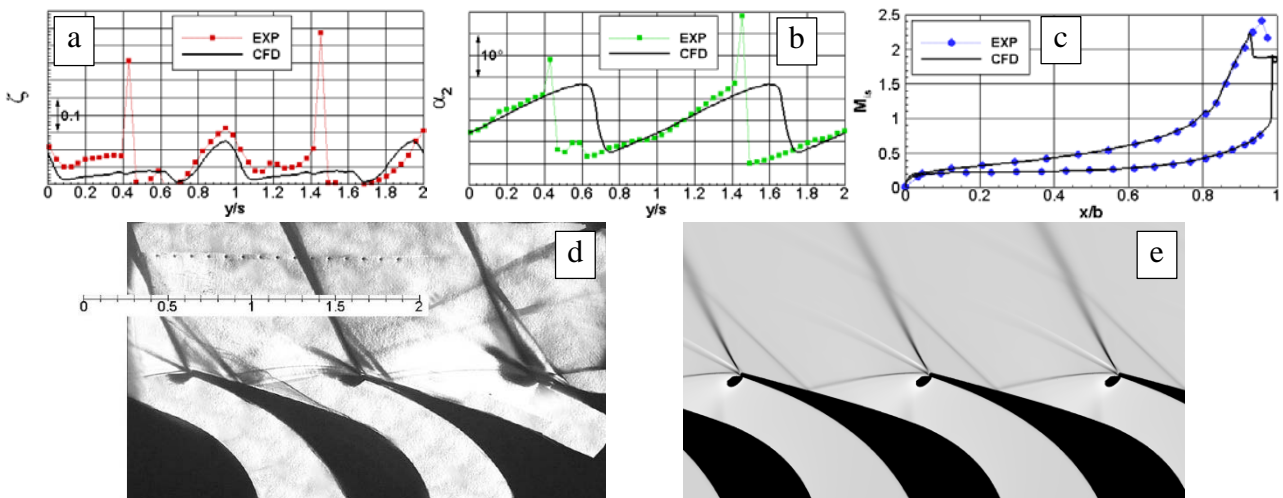 a
EXP
CFD
ζ
0.1
0 0.2 0.4 0.6 0.8 1 1.2 1.4 1.6 1.8 2
y/s
b
EXP
CFD
10°
α2
0 0.2 0.4 0.6 0.8 1 1.2 1.4 1.6 1.8 2
y/s
c
EXP
CFD
2.5
2
1.5
Mis
1
0.5
0
0 0.2 0.4 0.6 0.8 1
x/b
d
0 0.5 1 1.5 2
e